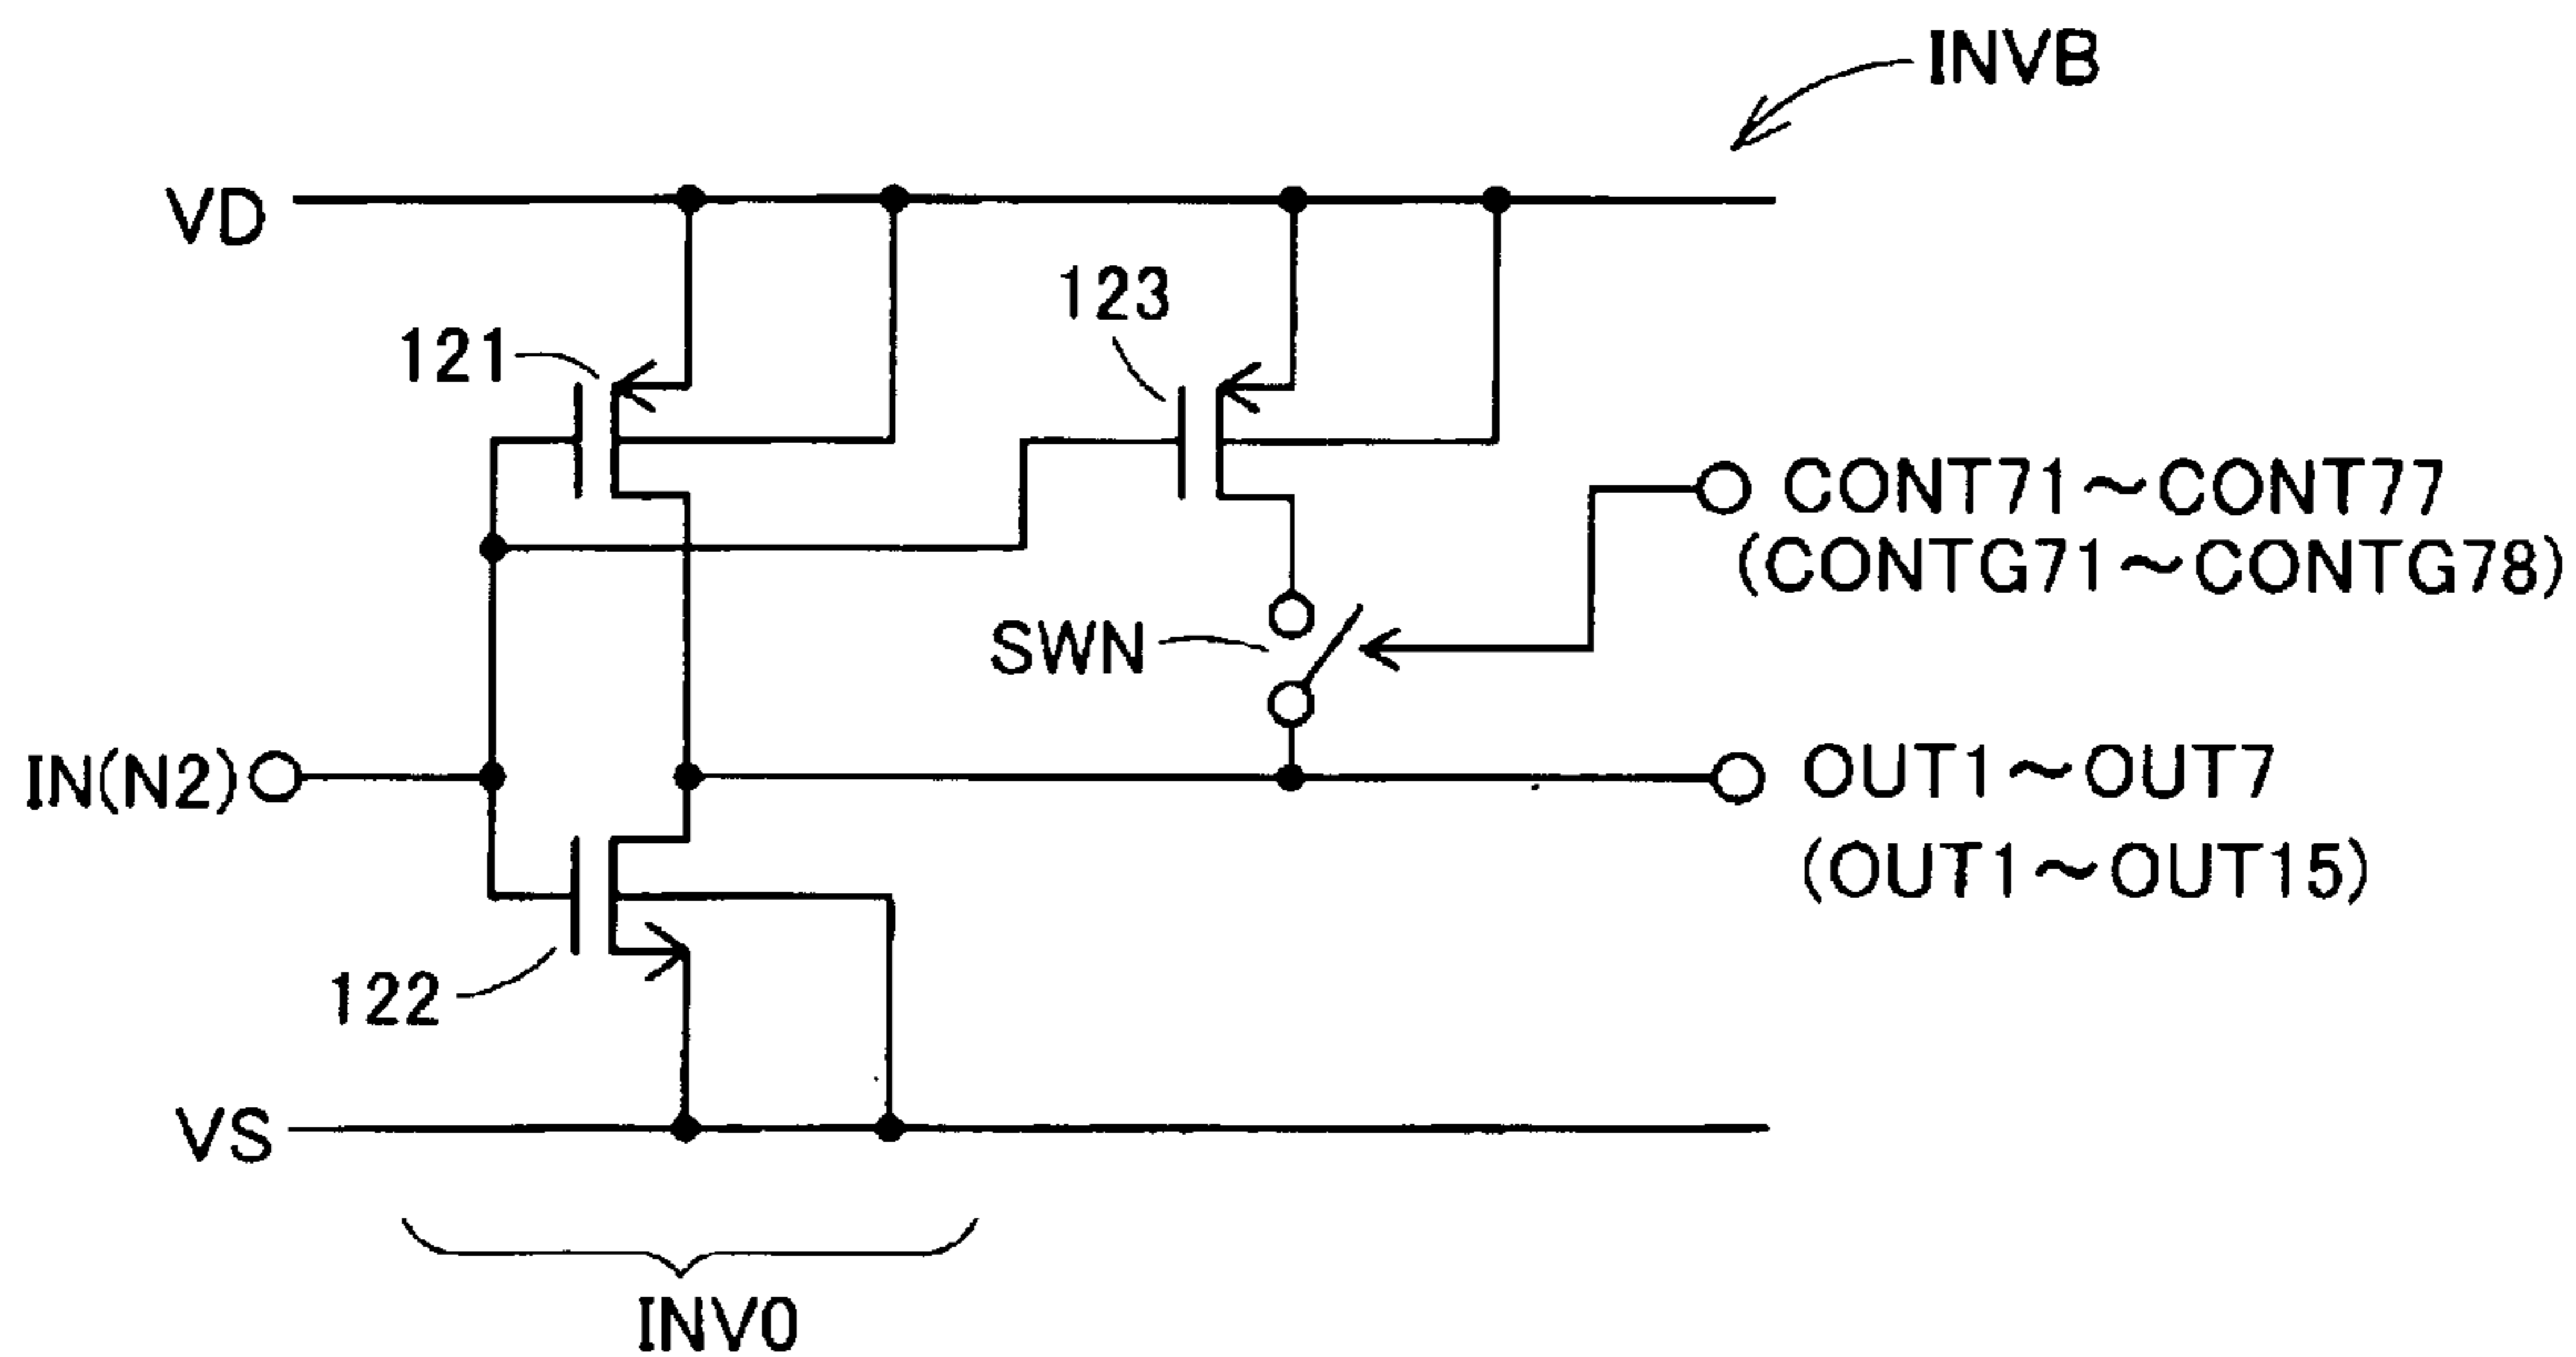 INVB
VD
123
121
CONT71～CONT77
(CONTG71～CONTG78)
SWN
IN(N2)
OUT1～OUT7
(OUT1～OUT15)
122
VS
INV0